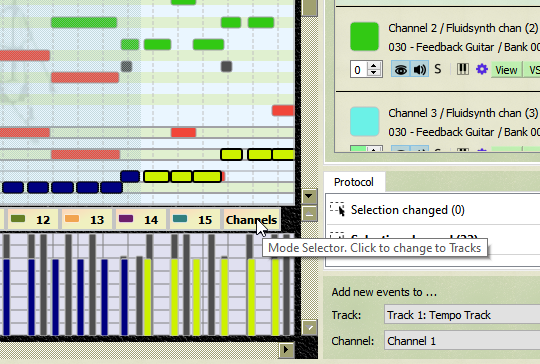 Channel 2 / Fluidsynth chan (2)
030 - Feedback Guitar / Bank 00
0
S
View
VS
Channel 3 / Fluidsynth chan (3)
030 - Feedback Guitar / Bank 00
Protocol
Selection changed (0)
12
13
14
15
Channels
Mode Selector. Click to change to Tracks
Add new events to ...
Track:
Track 1: Tempo Track
Channel:
Channel 1